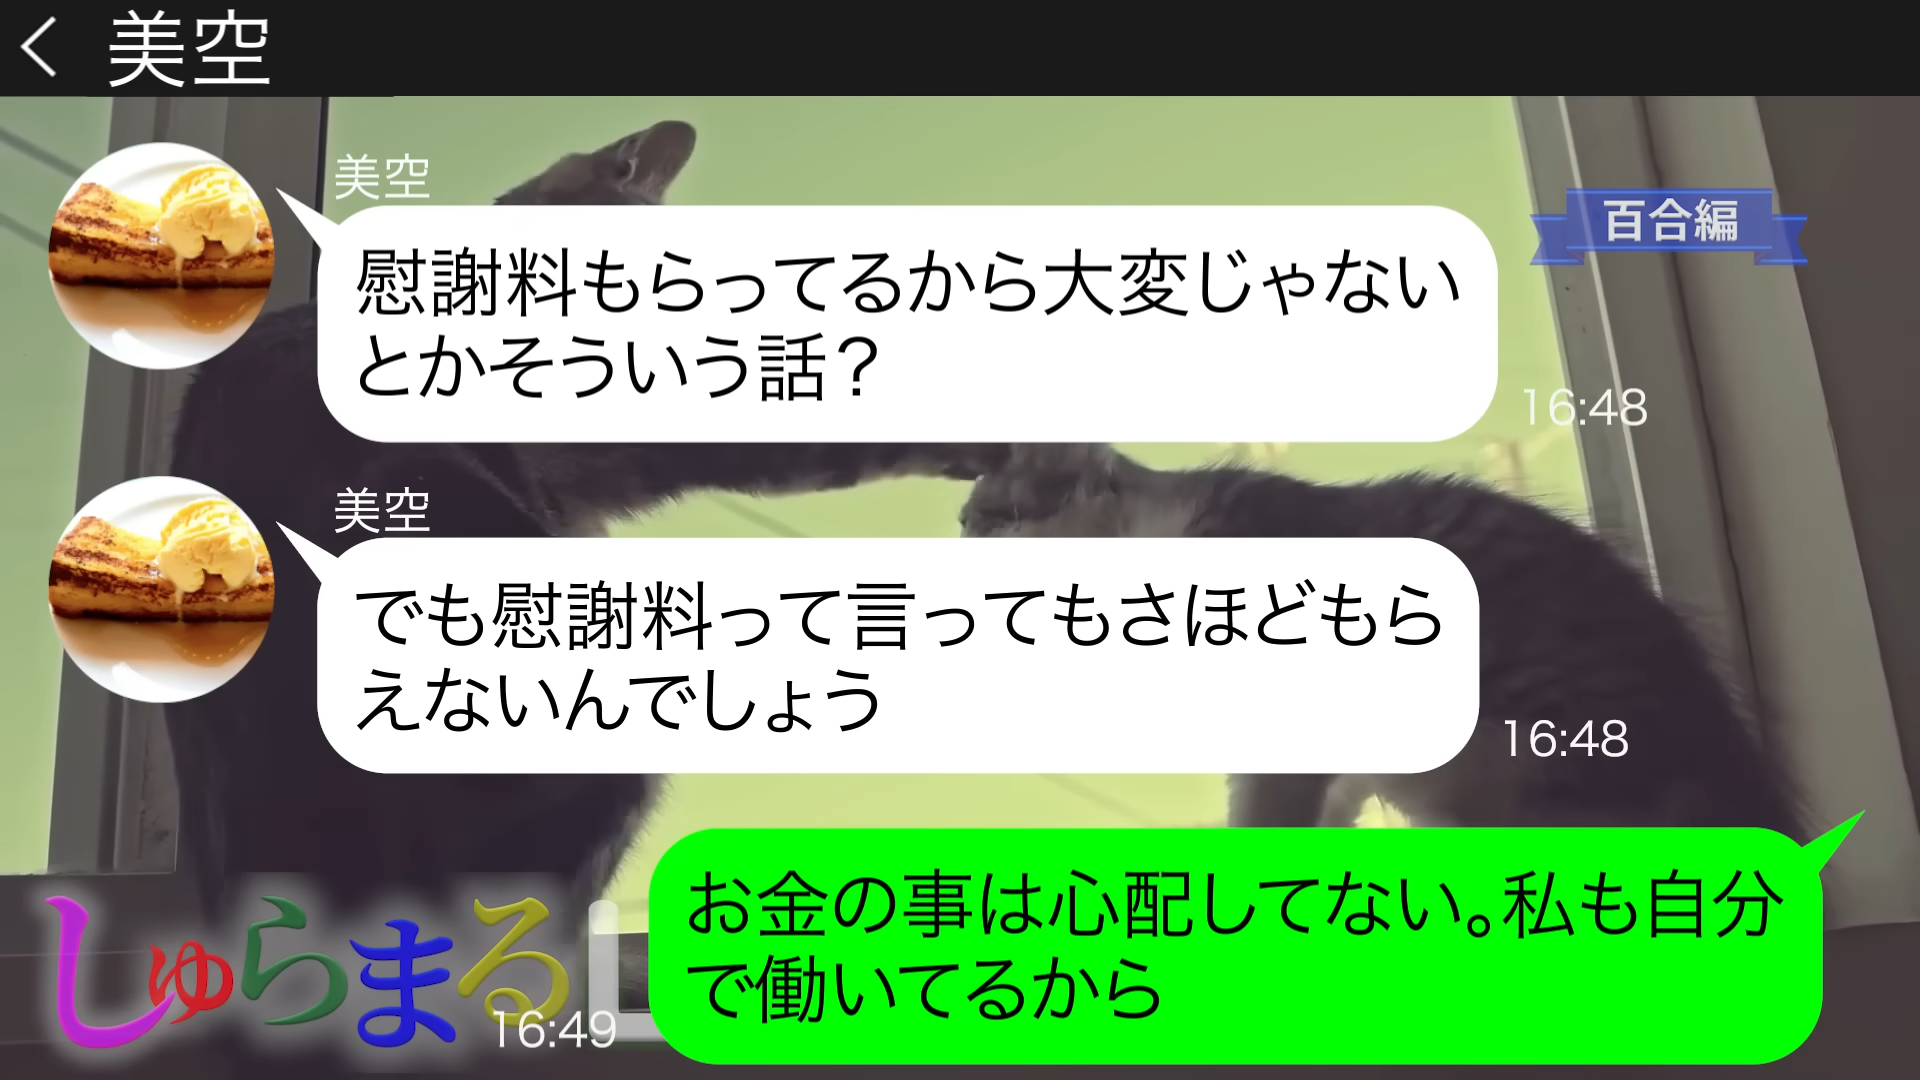 美空
美空
百合編
慰謝料もらってるから大変じゃない
とかそういう話？
16:48
美空
でも慰謝料って言ってもさほどもら
えないんでしょう
16:48
お金の事は心配してない。私も自分
で働いてるから
しゅらまるL
16:49